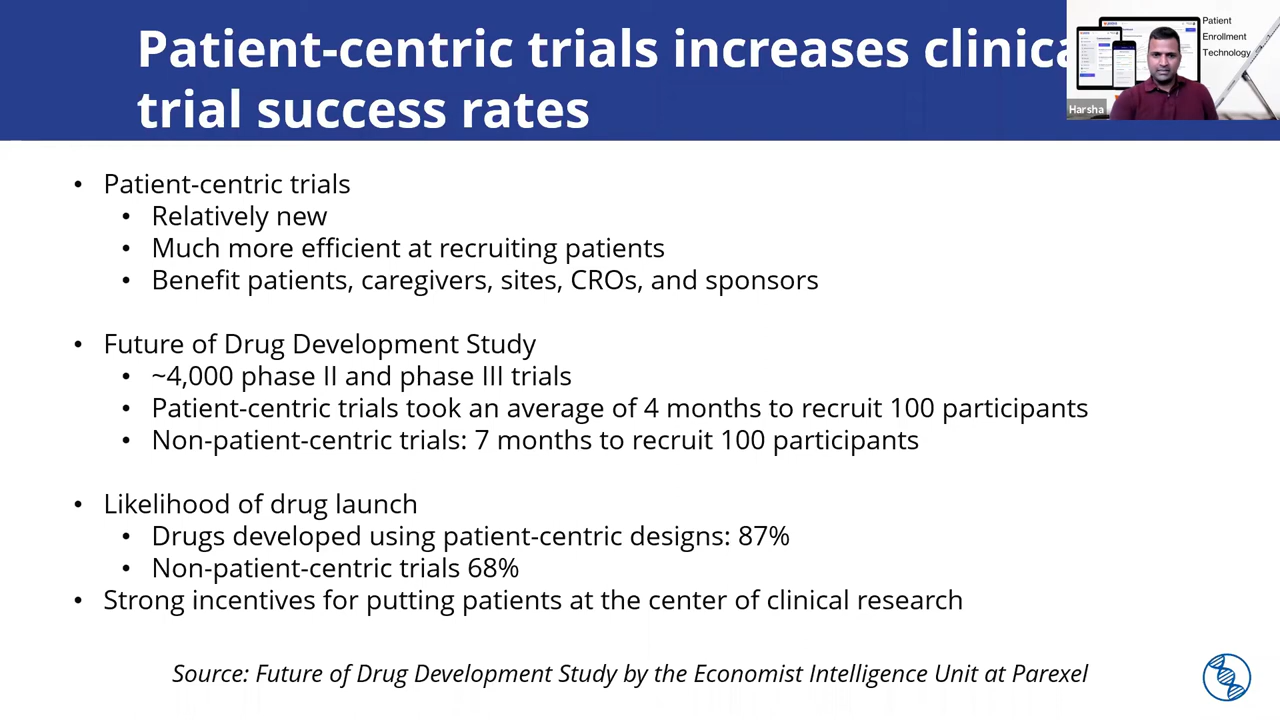 Patient-centric trials increases clinica
trial success rates
Patient
Enrollment
Technology
Harsha
• Patient-centric trials
• Relatively new
• Much more efficient at recruiting patients
• Benefit patients, caregivers, sites, CROs, and sponsors
• Future of Drug Development Study
• ~4,000 phase II and phase III trials
• Patient-centric trials took an average of 4 months to recruit 100 participants
• Non-patient-centric trials: 7 months to recruit 100 participants
• Likelihood of drug launch
• Drugs developed using patient-centric designs: 87%
• Non-patient-centric trials 68%
• Strong incentives for putting patients at the center of clinical research
Source: Future of Drug Development Study by the Economist Intelligence Unit at Parexel